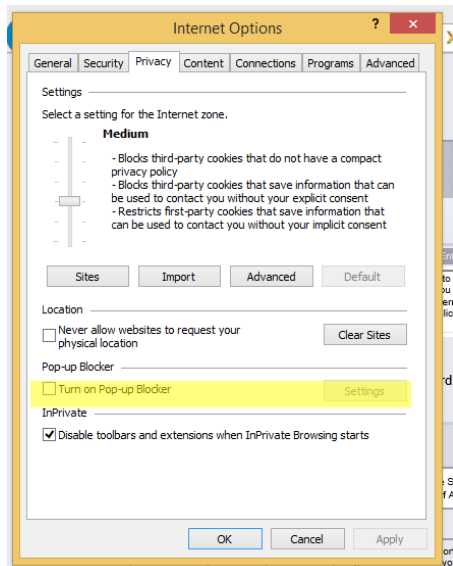 Internet Options
?
General Security Privacy Content Connections Programs Advanced
Settings
Select a setting for the Internet zone.
Medium
- Blocks third-party cookies that do not have a compact
privacy policy
- Blocks third-party cookies that save information that can
be used to contact you without your explicit consent
- Restricts first-party cookies that save information that
can be used to contact you without your implicit consent
Sites Import Advanced Default
Location
Never allow websites to request your
physical location
Clear Sites
Pop-up Blocker
Turn on Pop-up Blocker Settings
InPrivate
Disable toolbars and extensions when InPrivate Browsing starts
OK Cancel Apply